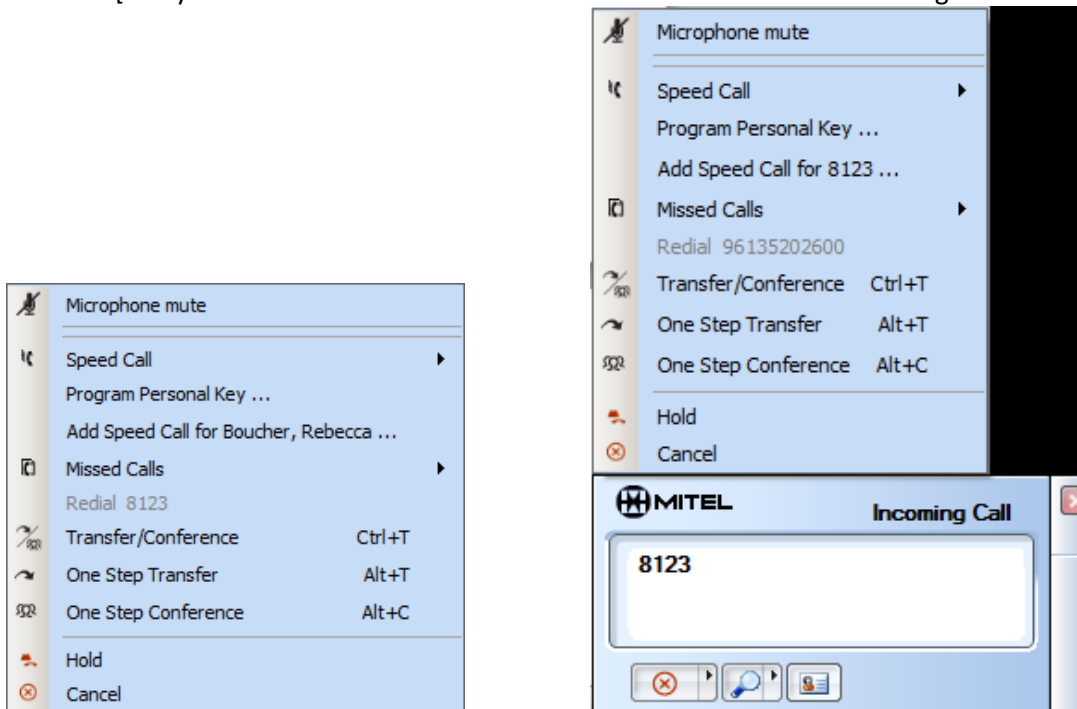 Microphone mute
Speed Call
Program Personal Key ...
Add Speed Call for Boucher, Rebecca ...
Missed Calls
Redial 8123
Transfer/Conference Ctrl+T
One Step Transfer Alt+T
One Step Conference Alt+C
Hold
Cancel
Microphone mute
Speed Call
Program Personal Key ...
Add Speed Call for 8123 ...
Missed Calls
Redial 96135202600
Transfer/Conference Ctrl+T
One Step Transfer Alt+T
One Step Conference Alt+C
Hold
Cancel
MITEL Incoming Call
8123